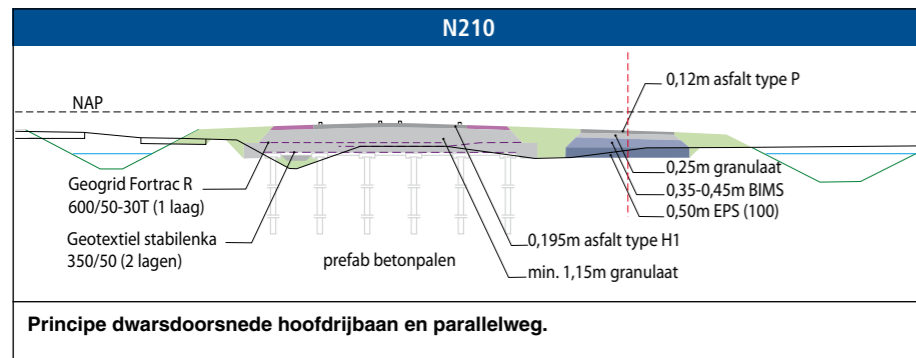 N210
0,12m asfalt type P
NAP
0,25m granulaat
Geogrid Fortrac R
600/50-30T (1 laag)
0,35-0,45m BIMS
0,50m EPS (100)
Geotextiel stabilenka
350/50 (2 lagen)
0,195m asfalt type H1
prefab betonpalen
min. 1,15m granulaat
Principe dwarsdoorsnede hoofdrijbaan en parallelweg.